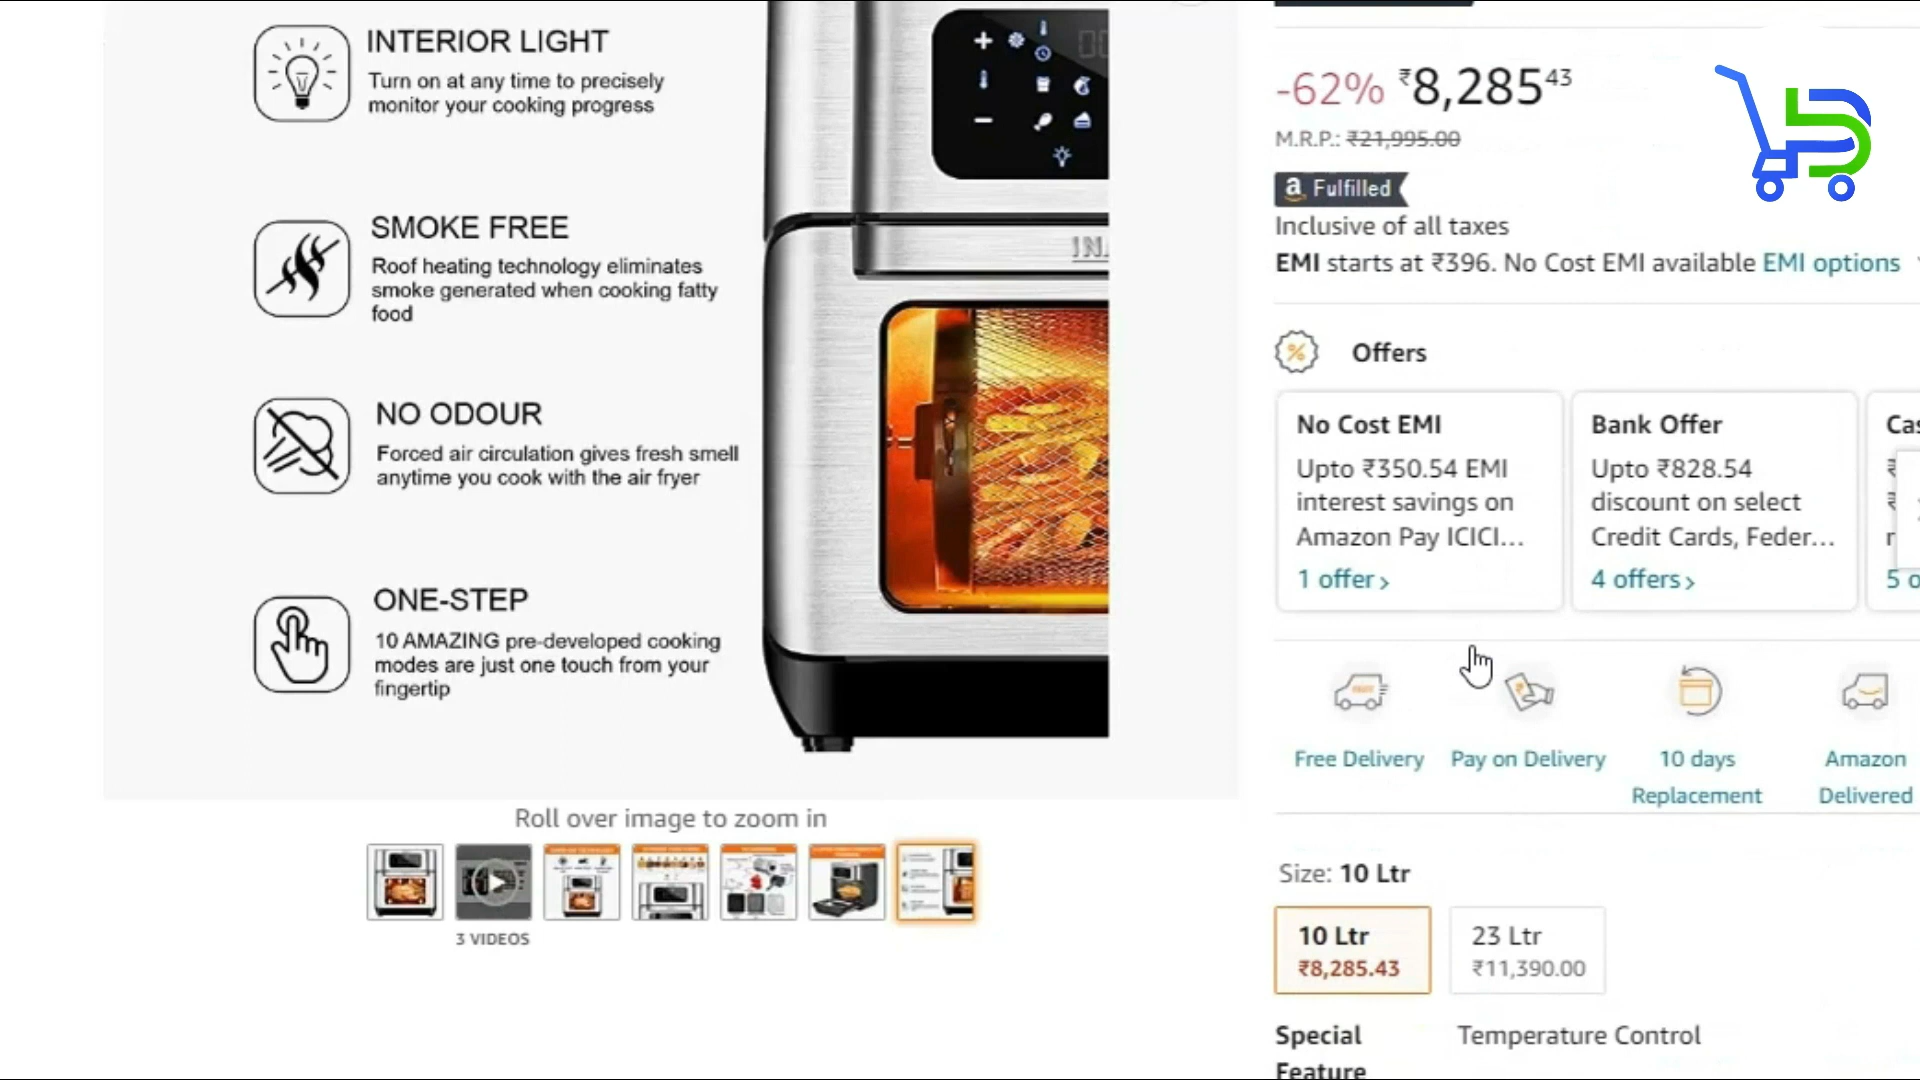 INTERIOR LIGHT
Turn on at any time to precisely
monitor your cooking progress
SMOKE FREE
Roof heating technology eliminates
smoke generated when cooking fatty
food
NO ODOUR
Forced air circulation gives fresh smell
anytime you cook with the air fryer
ONE-STEP
10 AMAZING pre-developed cooking
modes are just one touch from your
fingertip
Roll over image to zoom in
3 VIDEOS
-62% ₹8,285⁴³
M.R.P.: ₹21,995.00
a Fulfilled
Inclusive of all taxes
EMI starts at ₹396. No Cost EMI available EMI options
Offers
No Cost EMI
Upto ₹350.54 EMI
interest savings on
Amazon Pay ICICI...
1 offer
Bank Offer
Upto ₹828.54
discount on select
Credit Cards, Feder...
4 offers
Free Delivery
Pay on Delivery
10 days
Replacement
Amazon
Delivered
Size: 10 Ltr
10 Ltr
₹8,285.43
23 Ltr
₹11,390.00
Special
Feature
Temperature Control